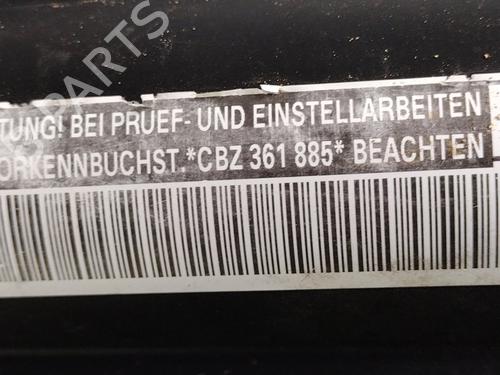 TUNG! BEI PRUEF- UND EINSTELLARBEITEN
ORKENNBUCHST.*CBZ 361 885* BEACHTEN